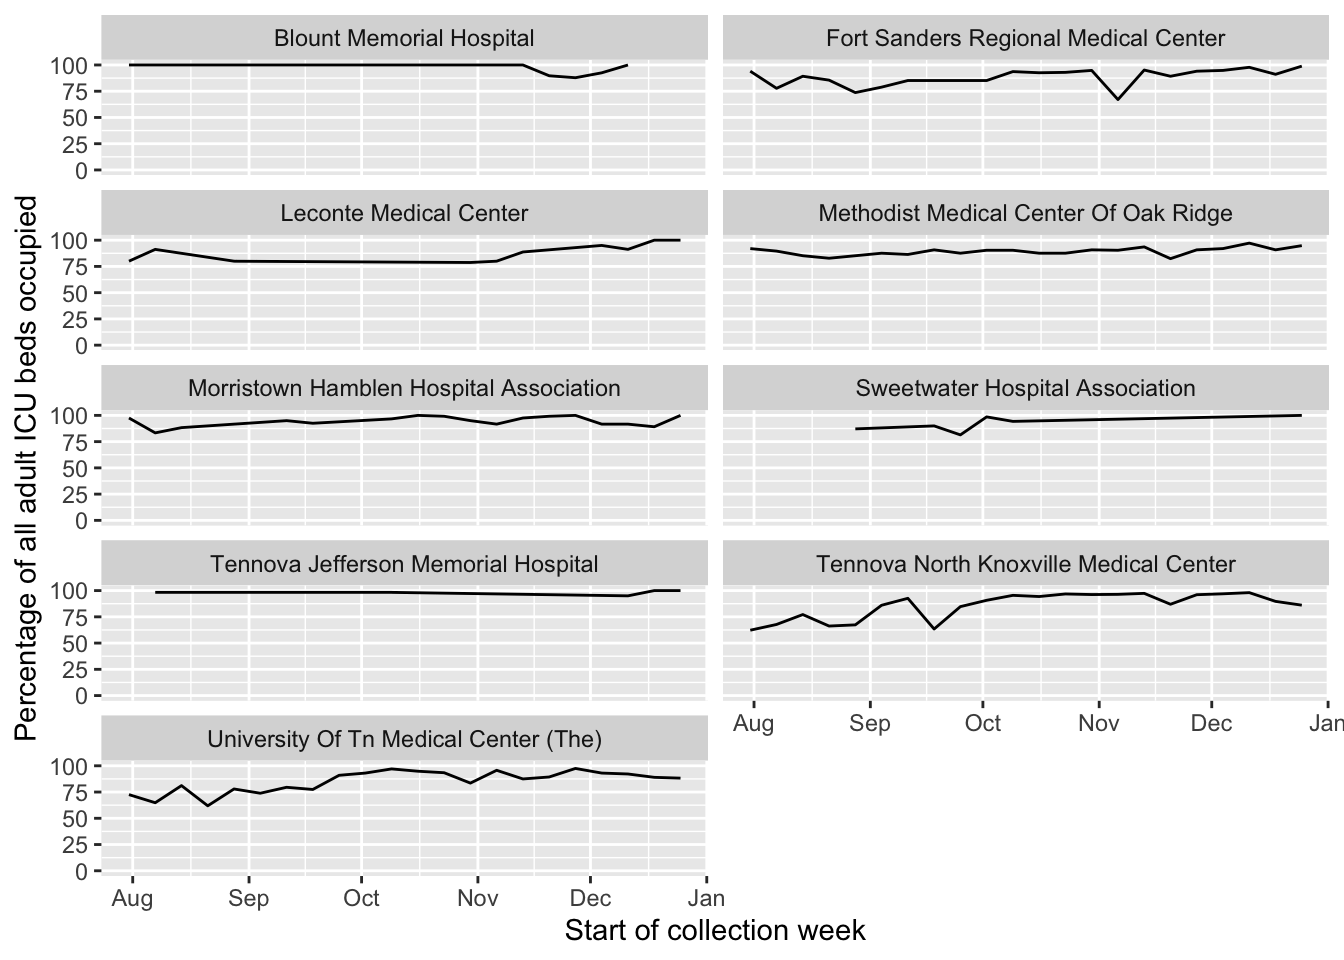 Blount Memorial Hospital
Fort Sanders Regional Medical Center
100
75
50
25
0
Leconte Medical Center
Methodist Medical Center Of Oak Ridge
100
75
50
25
0
Morristown Hamblen Hospital Association
Sweetwater Hospital Association
100
75
50
25
0
Tennova Jefferson Memorial Hospital
Tennova North Knoxville Medical Center
100
75
50
25
0
Aug Sep Oct Nov Dec Jan
University Of Tn Medical Center (The)
100
75
50
25
0
Aug Sep Oct Nov Dec Jan
Start of collection week
Percentage of all adult ICU beds occupied